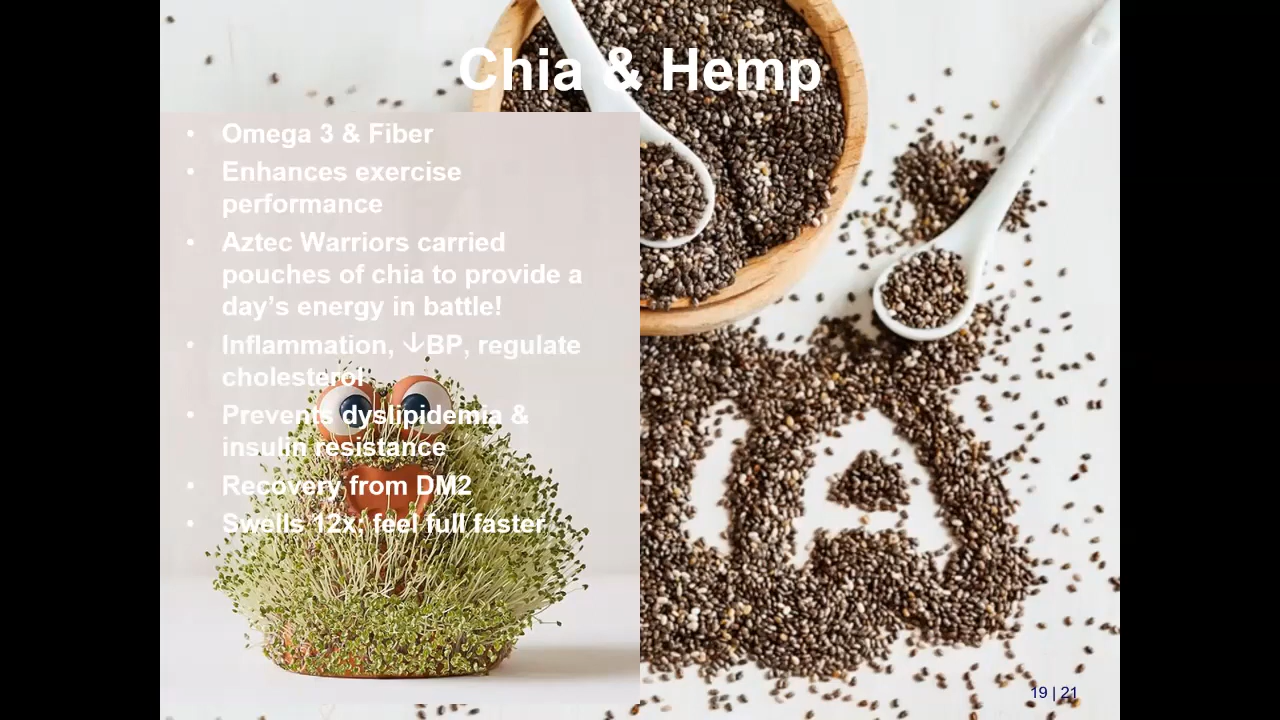 Chia & Hemp
• Omega 3 & Fiber
• Enhances exercise
performance
• Aztec Warriors carried
pouches of chia to provide a
day's energy in battle!
• Inflammation, ↓BP, regulate
cholesterol
• Prevents dyslipidemia &
insulin resistance
• Recovery from DM2
• Swells 12x; feel full faster
IA
19 | 21